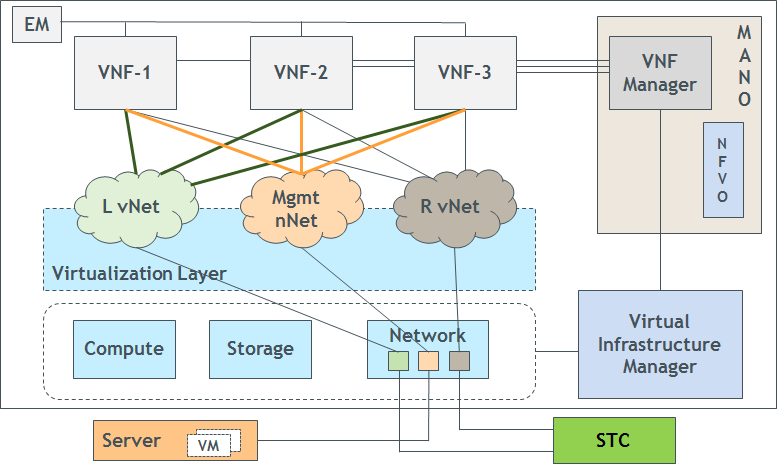 EM
VNF-1
VNF-2
VNF-3
VNF
Manager
M
A
N
O
N
F
V
O
L vNet
Mgmt
nNet
R vNet
Virtualization Layer
Compute
Storage
Network
Virtual
Infrastructure
Manager
Server
VM
STC